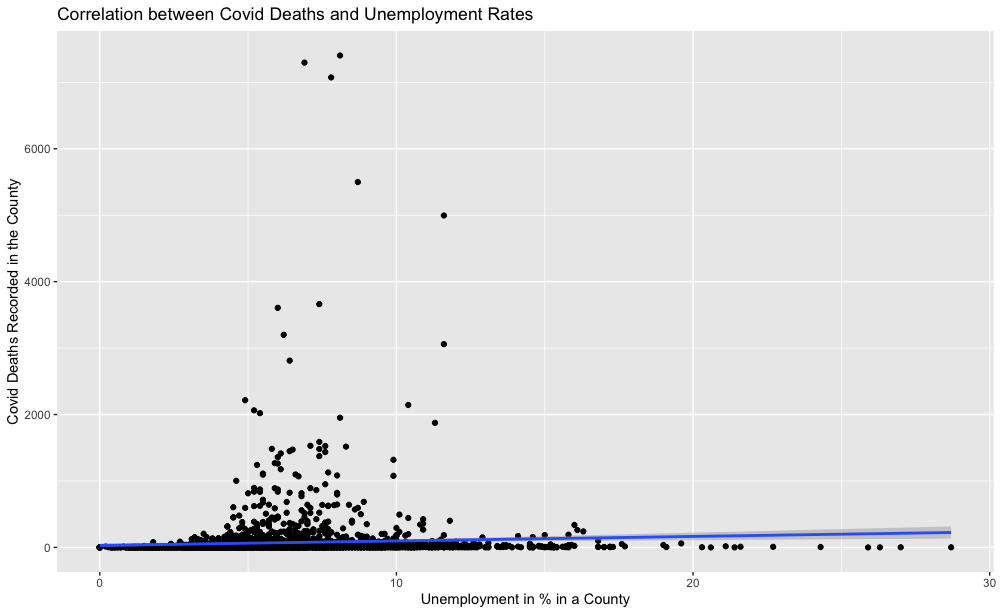 Correlation between Covid Deaths and Unemployment Rates
Covid Deaths Recorded in the County
6000
4000
2000
0
0
10
20
30
Unemployment in % in a County